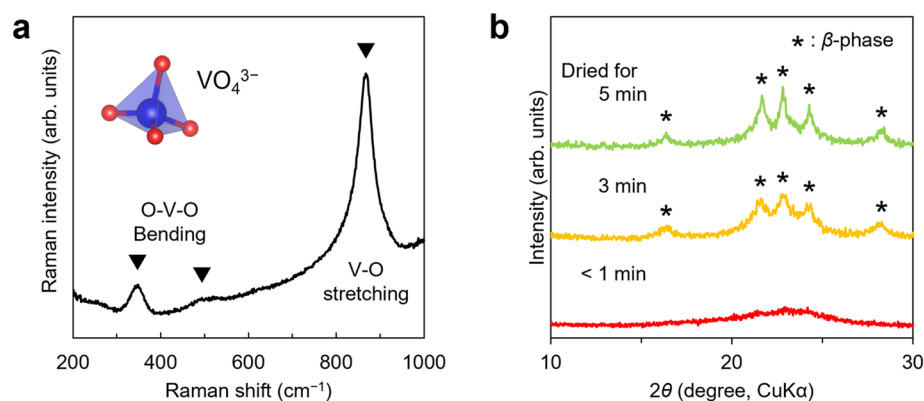 a
VO₄³⁻
O-V-O
Bending
V-O
stretching
Raman intensity (arb. units)
200 400 600 800 1000
Raman shift (cm⁻¹)
b
* : β-phase
Dried for
5 min
* * * * *
3 min
* * * * *
< 1 min
Intensity (arb. units)
10 20 30
2θ (degree, CuKα)